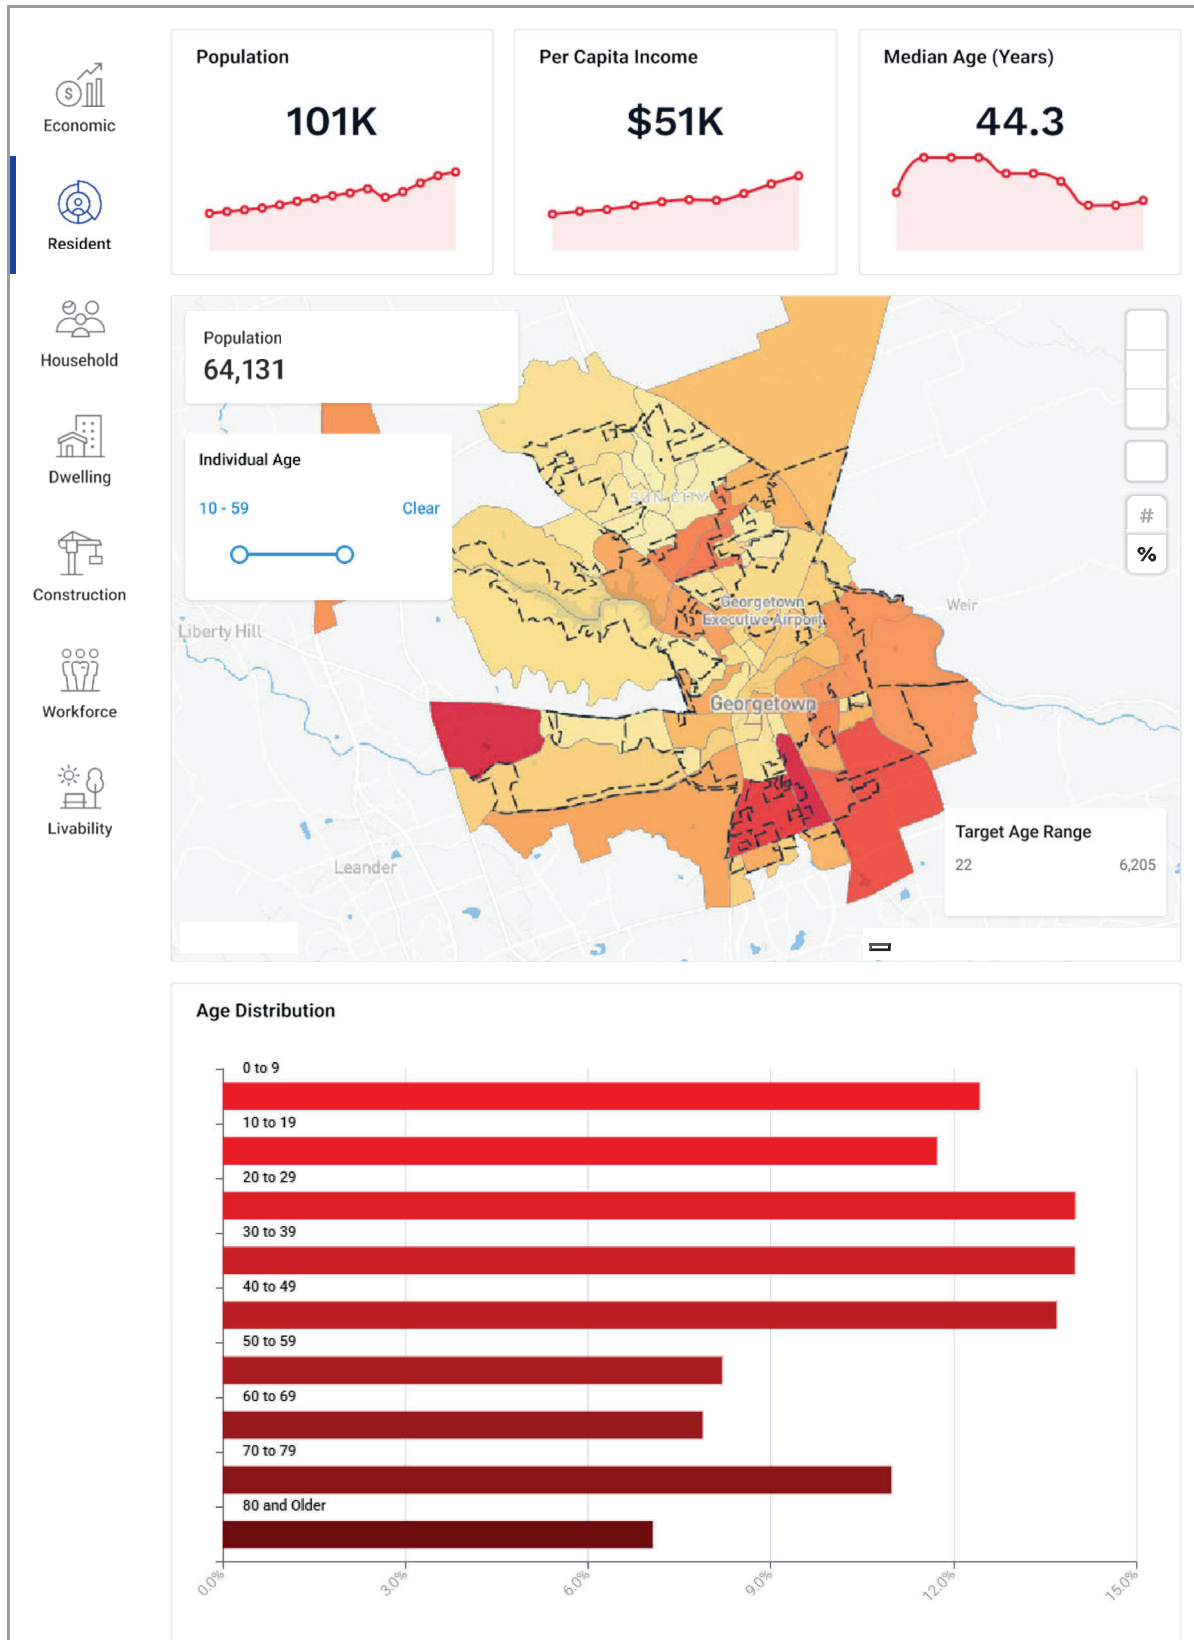 Economic
Resident
Household
Dwelling
Construction
Workforce
Livability
Population
101K
Per Capita Income
$51K
Median Age (Years)
44.3
Population
64,131
Individual Age
10 - 59
Clear
#
%
SUN CITY
Georgetown
Executive Airport
Weir
Liberty Hill
Georgetown
Leander
Target Age Range
22
6,205
Age Distribution
0 to 9
10 to 19
20 to 29
30 to 39
40 to 49
50 to 59
60 to 69
70 to 79
80 and Older
0.0%
3.0%
6.0%
9.0%
12.0%
15.0%